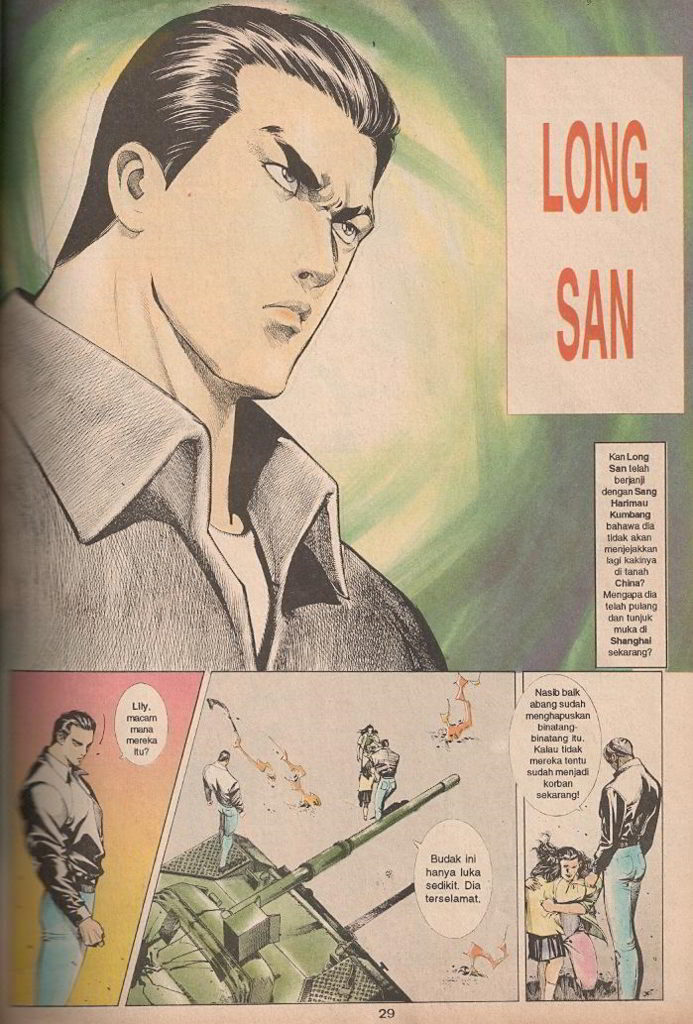 LONG
SAN
Kan Long
San telah
berjanji
dengan Sang
Harimau
Kumbang
bahawa dia
tidak akan
menjejakkan
lagi kakinya
di tanah
China?
Mengapa dia
telah pulang
dan tunjuk
muka di
Shanghai
sekarang?
Lily,
macam
mana
mereka
itu?
Budak ini
hanya luka
sedikit. Dia
terselamat.
Nasib baik
abang sudah
menghapuskan
binatang-
binatang itu.
Kalau tidak
mereka tentu
sudah menjadi
korban
sekarang!
29